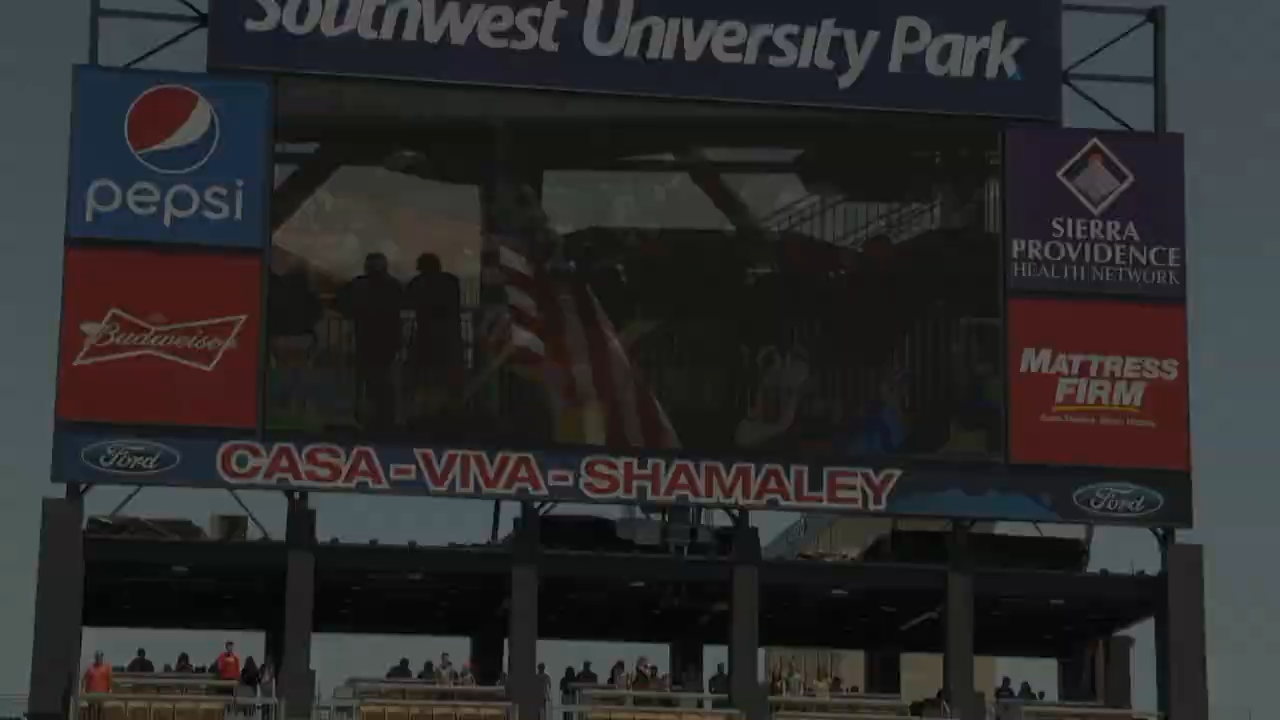 Southwest University Park
pepsi
SIERRA
PROVIDENCE
HEALTH NETWORK
Budweiser
MATTRESS
FIRM
Ford
CASA-VIVA-SHAMALEY
Ford